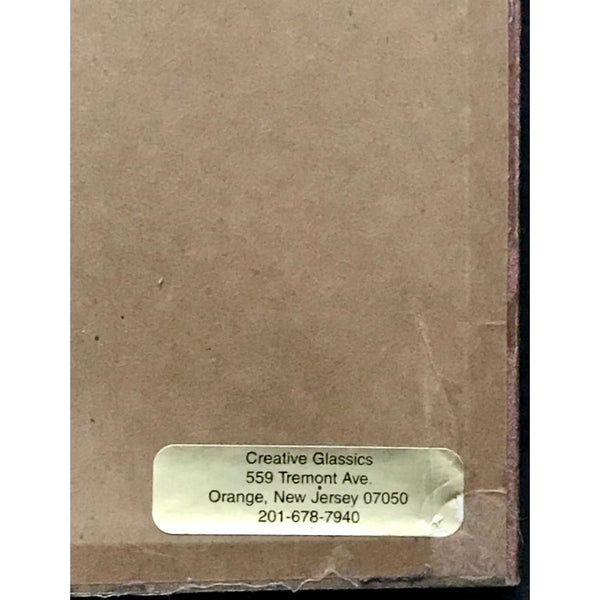 Creative Glassics
559 Tremont Ave.
Orange, New Jersey 07050
201-678-7940